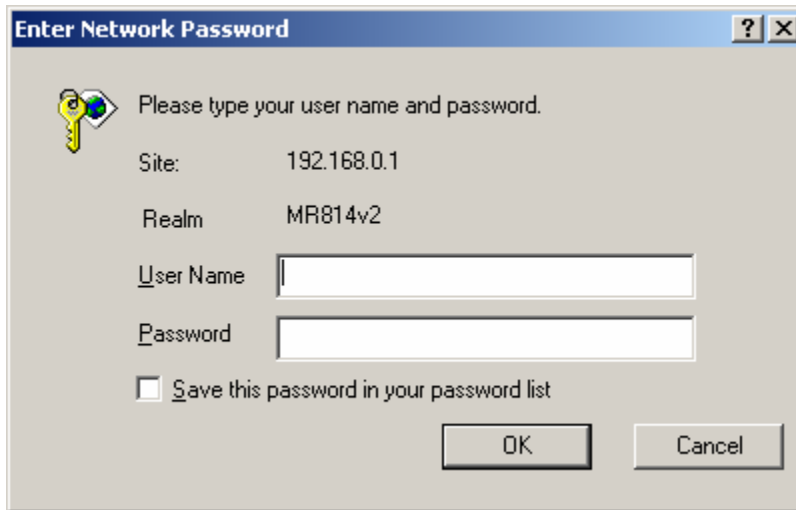 Enter Network Password
Please type your user name and password.
Site: 192.168.0.1
Realm MR814v2
User Name
Password
Save this password in your password list
OK Cancel